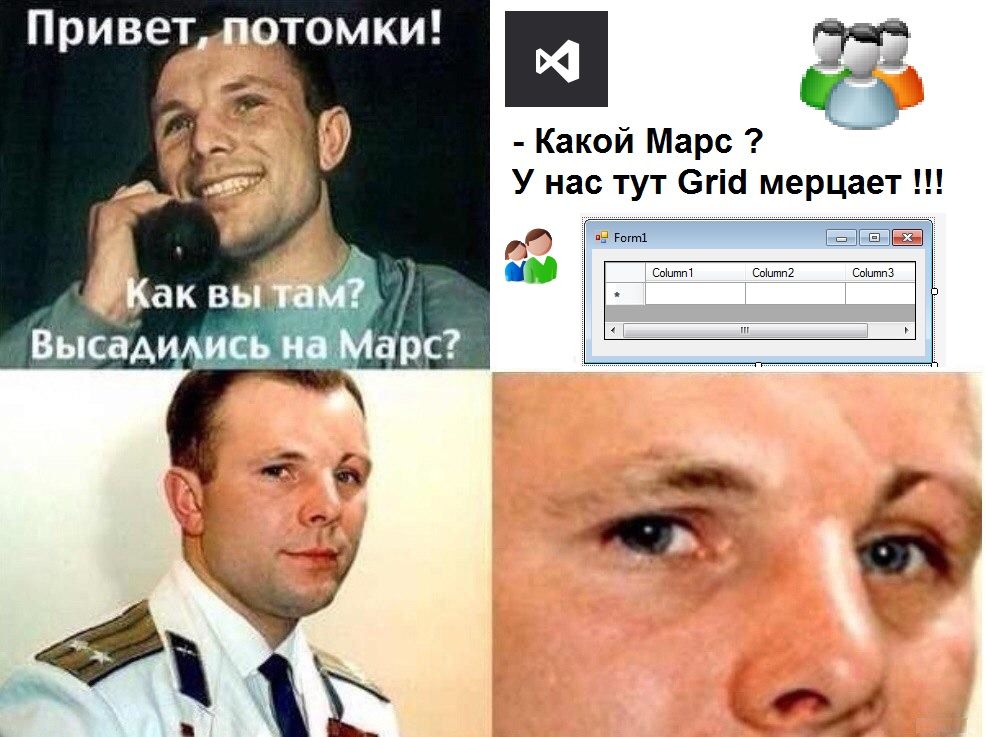 Привет, потомки!
Как вы там?
Высадились на Марс?
- Какой Марс ?
У нас тут Grid мерцает !!!
Form1
Column1 Column2 Column3
*